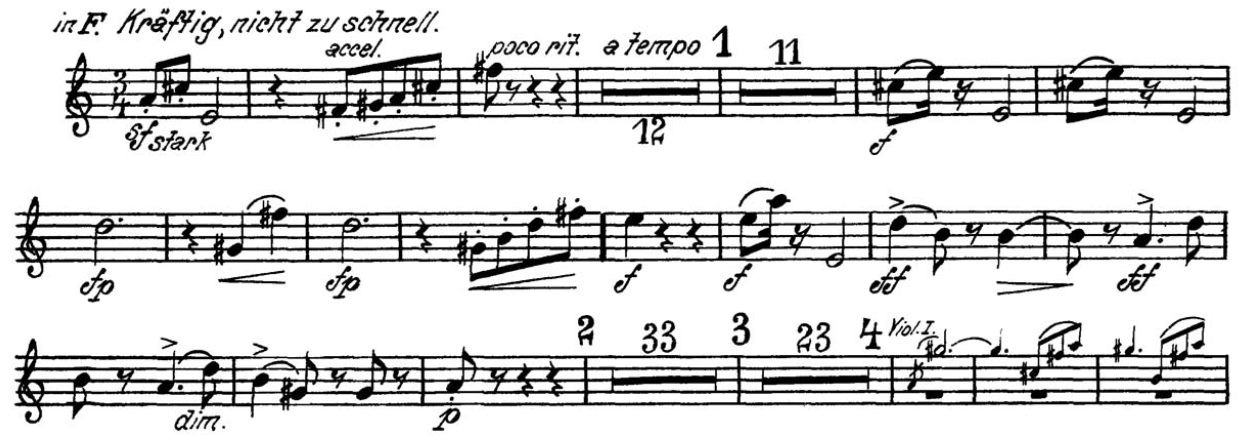 in F. Kräftig, nicht zu schnell.
accel. poco rit. a tempo 1 11
3
4
sf stark 12 f
fp fp f f ff ff
2 33 3 23 4 Viol. I.
dim. p